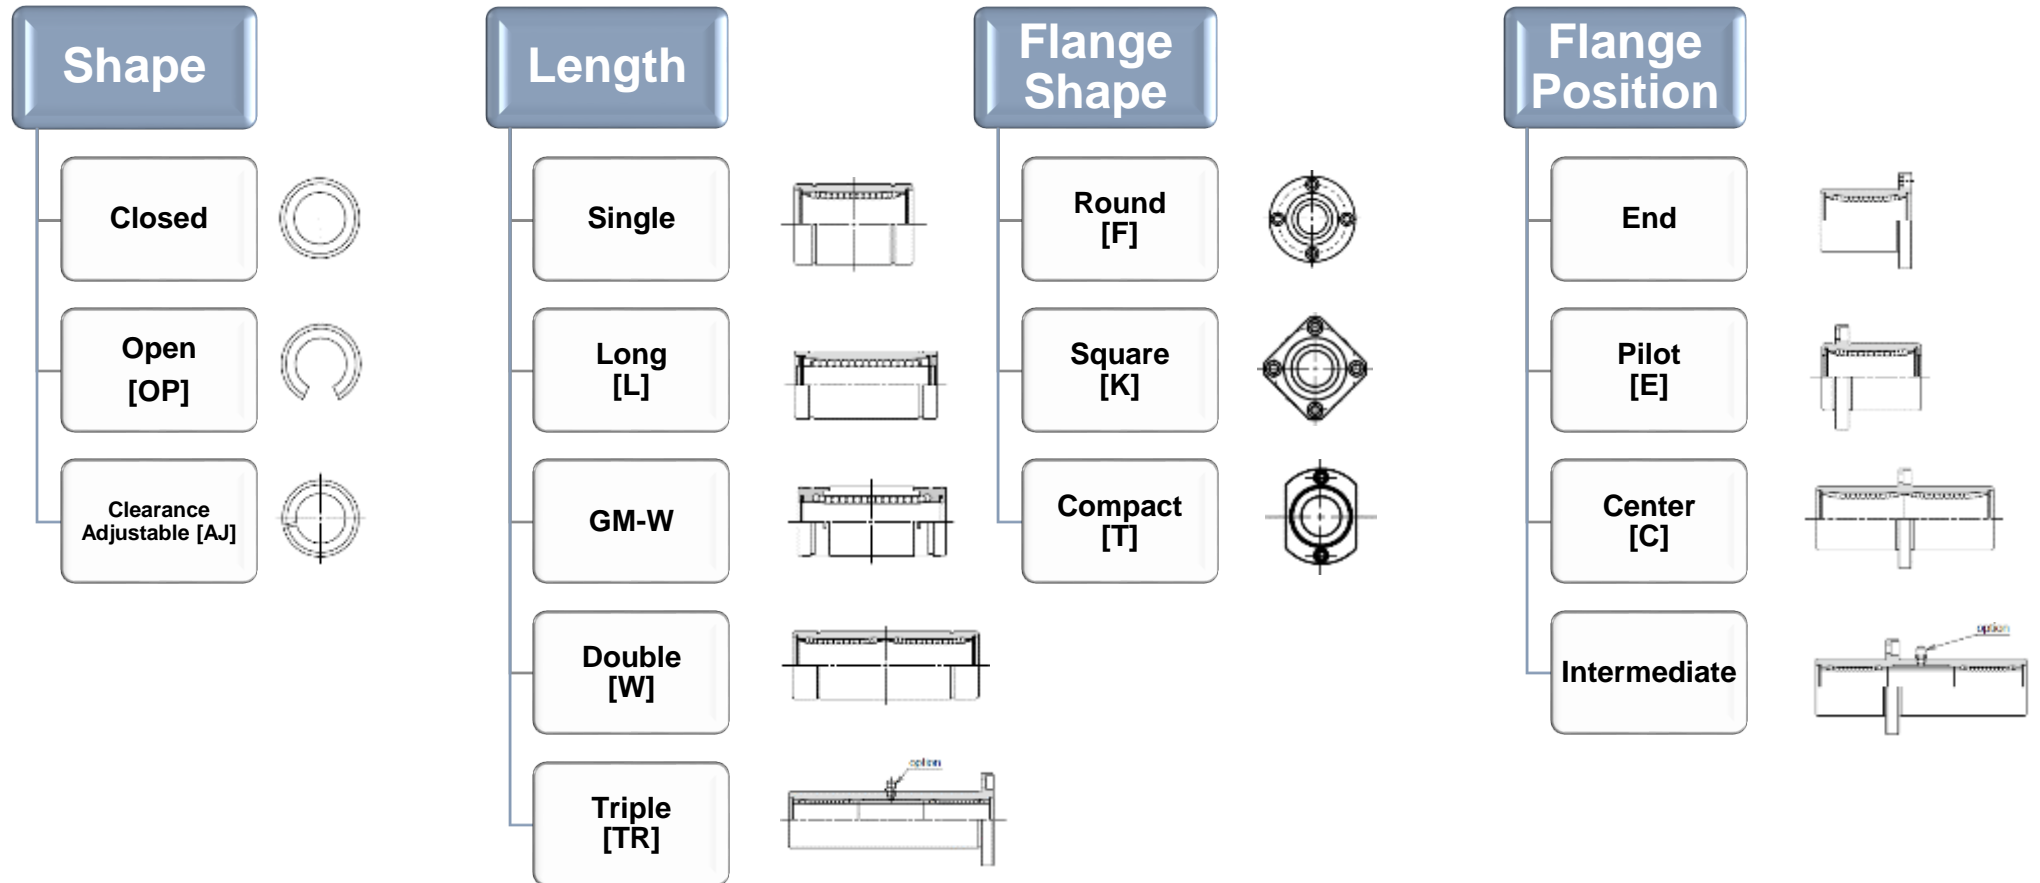 Shape
Closed
Open
[OP]
Clearance
Adjustable [AJ]
Length
Single
Long
[L]
GM-W
Double
[W]
Triple
[TR]
option
Flange
Shape
Round
[F]
Square
[K]
Compact
[T]
Flange
Position
End
Pilot
[E]
Center
[C]
Intermediate
option